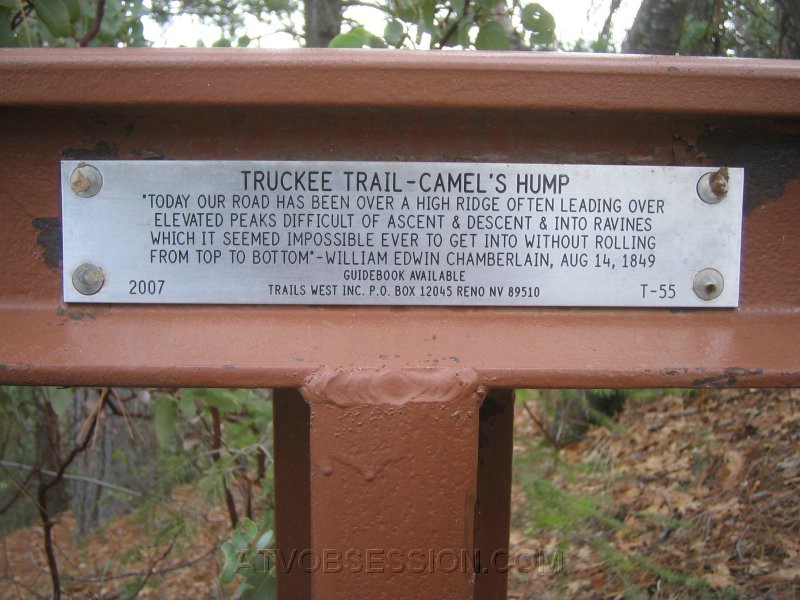 TRUCKEE TRAIL-CAMEL'S HUMP
"TODAY OUR ROAD HAS BEEN OVER A HIGH RIDGE OFTEN LEADING OVER
ELEVATED PEAKS DIFFICULT OF ASCENT & DESCENT & INTO RAVINES
WHICH IT SEEMED IMPOSSIBLE EVER TO GET INTO WITHOUT ROLLING
FROM TOP TO BOTTOM"-WILLIAM EDWIN CHAMBERLAIN, AUG 14, 1849
GUIDEBOOK AVAILABLE
2007 TRAILS WEST INC. P.O. BOX 12045 RENO NV 89510 T-55
ATVOBSESSION.COM